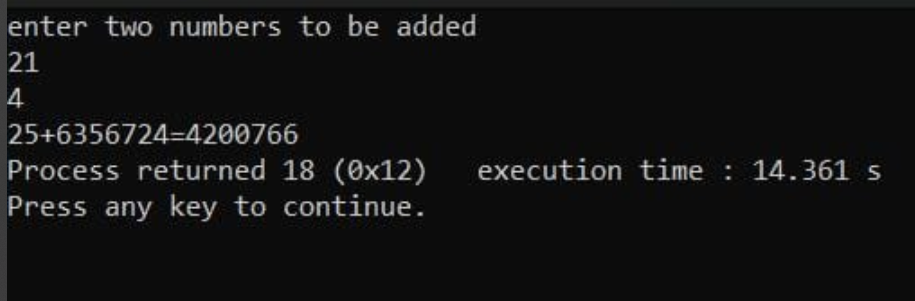 enter two numbers to be added
21
4
25+6356724=4200766
Process returned 18 (0x12)   execution time : 14.361 s
Press any key to continue.